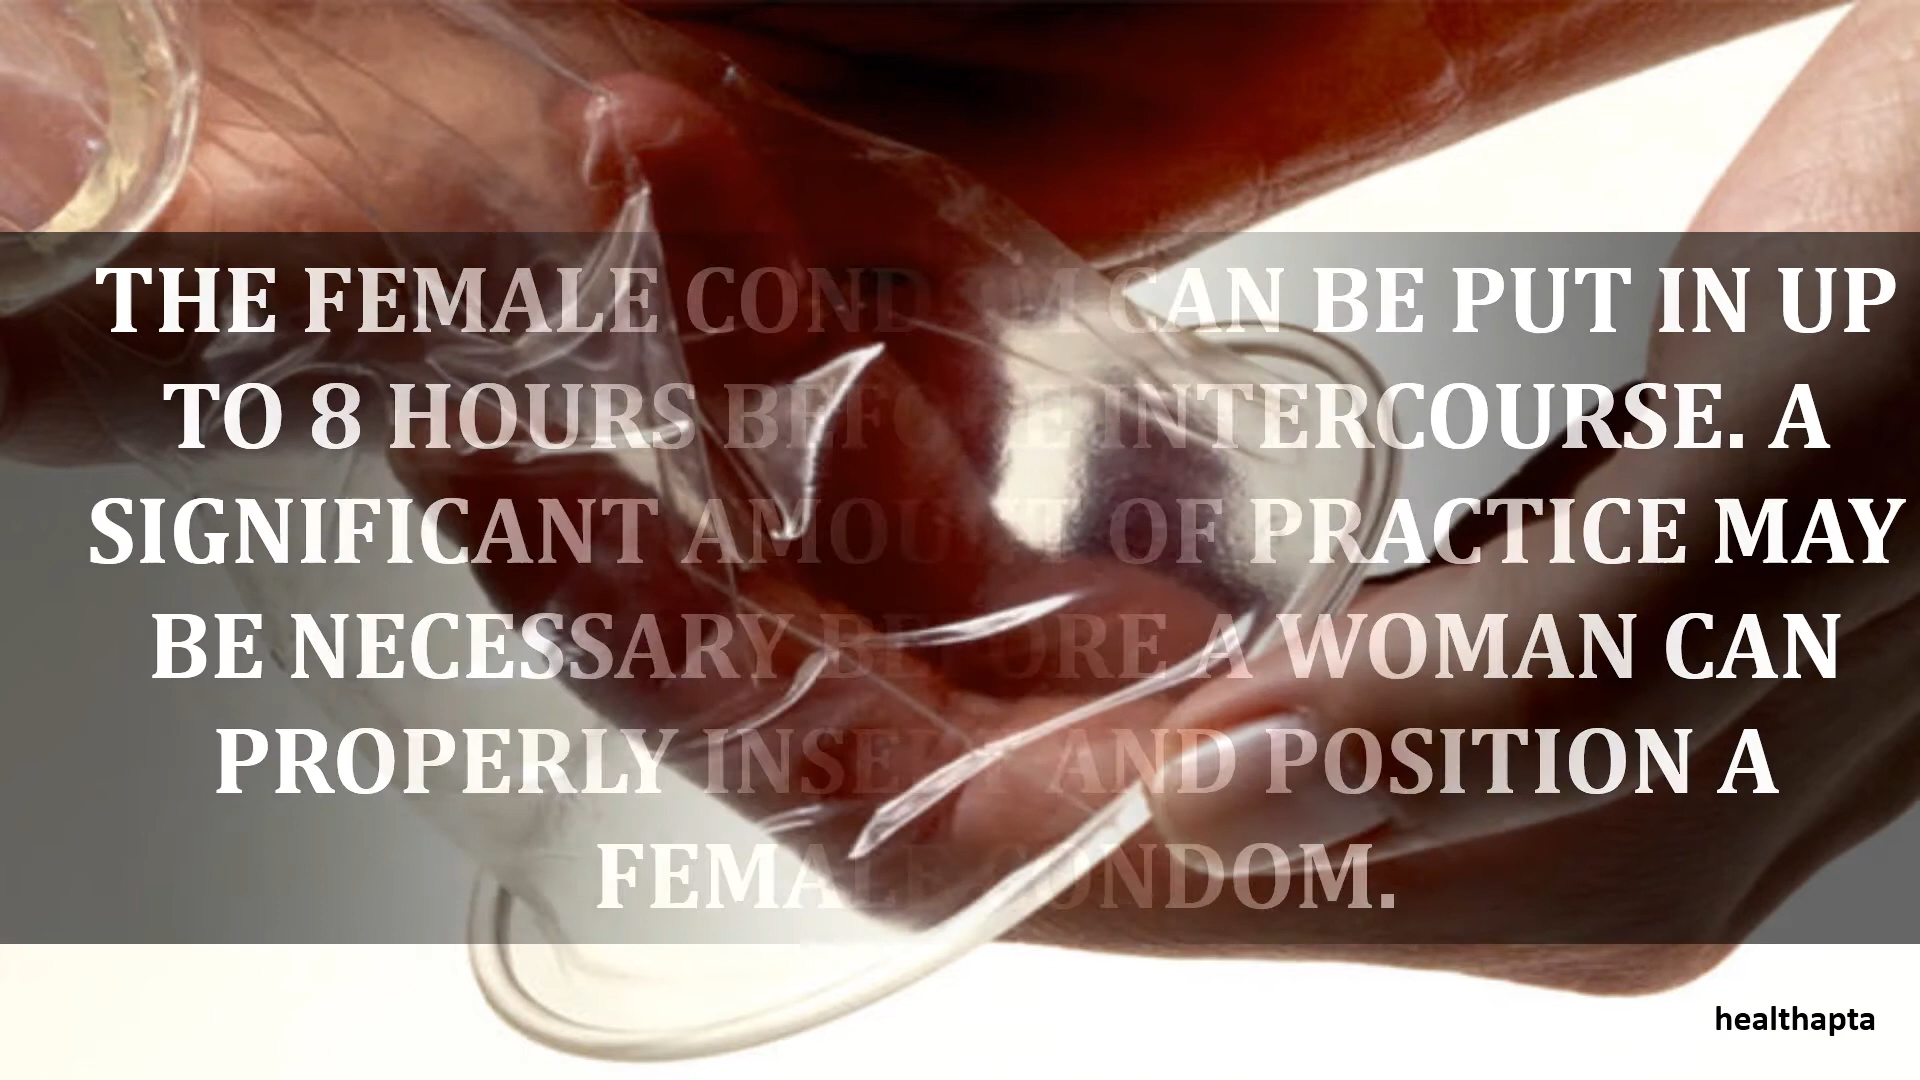 THE FEMALE CONDOM CAN BE PUT IN UP
TO 8 HOURS BEFORE INTERCOURSE. A
SIGNIFICANT AMOUNT OF PRACTICE MAY
BE NECESSARY BEFORE A WOMAN CAN
PROPERLY INSERT AND POSITION A
FEMALE CONDOM.
healthapta